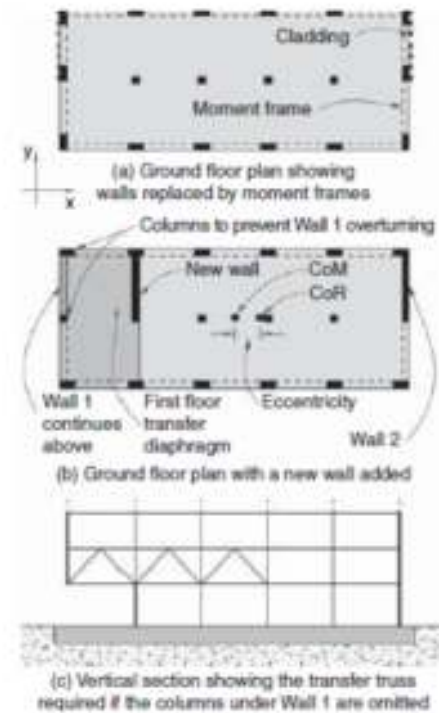 Cladding
Moment frame
y
x
(a) Ground floor plan showing
walls replaced by moment frames
Columns to prevent Wall 1 overturning
New wall
CoM
CoR
Wall 1
continues
above
First floor
transfer
diaphragm
Eccentricity
Wall 2
(b) Ground floor plan with a new wall added
(c) Vertical section showing the transfer truss
required if the columns under Wall 1 are omitted